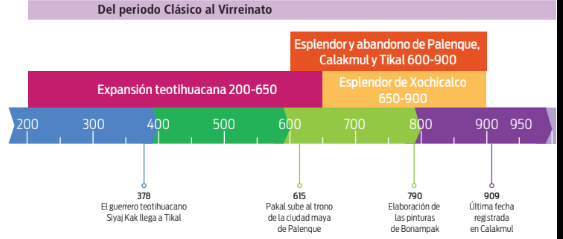 Del periodo Clásico al Virreinato
Esplendor y abandono de Palenque,
Calakmul y Tikal 600-900
Expansión teotihuacana 200-650
Esplendor de Xochicalco
650-900
200 300 400 500 600 700 800 900 950
378
El guerrero teotihuacano
Siyaj Kak llega a Tikal
615
Pakal sube al trono
de la ciudad maya
de Palenque
790
Elaboración de
las pinturas
de Bonampak
909
Última fecha
registrada
en Calakmul